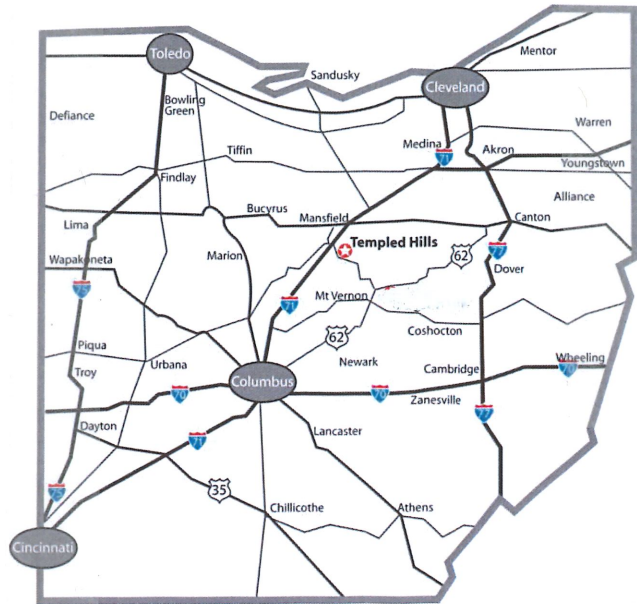 Toledo
Mentor
Sandusky
Cleveland
Bowling
Green
Defiance
Warren
Medina
Akron
71
Tiffin
Youngstown
Findlay
Alliance
Bucyrus
Mansfield
Canton
Lima
Templed Hills
Marion
62
77
Wapakoneta
Dover
75
71
Mt Vernon
Coshocton
62
Piqua
Urbana
Newark
Wheeling
Troy
Columbus
Cambridge
70
70
70
Zanesville
77
Dayton
71
Lancaster
75
35
Chillicothe
Athens
Cincinnati